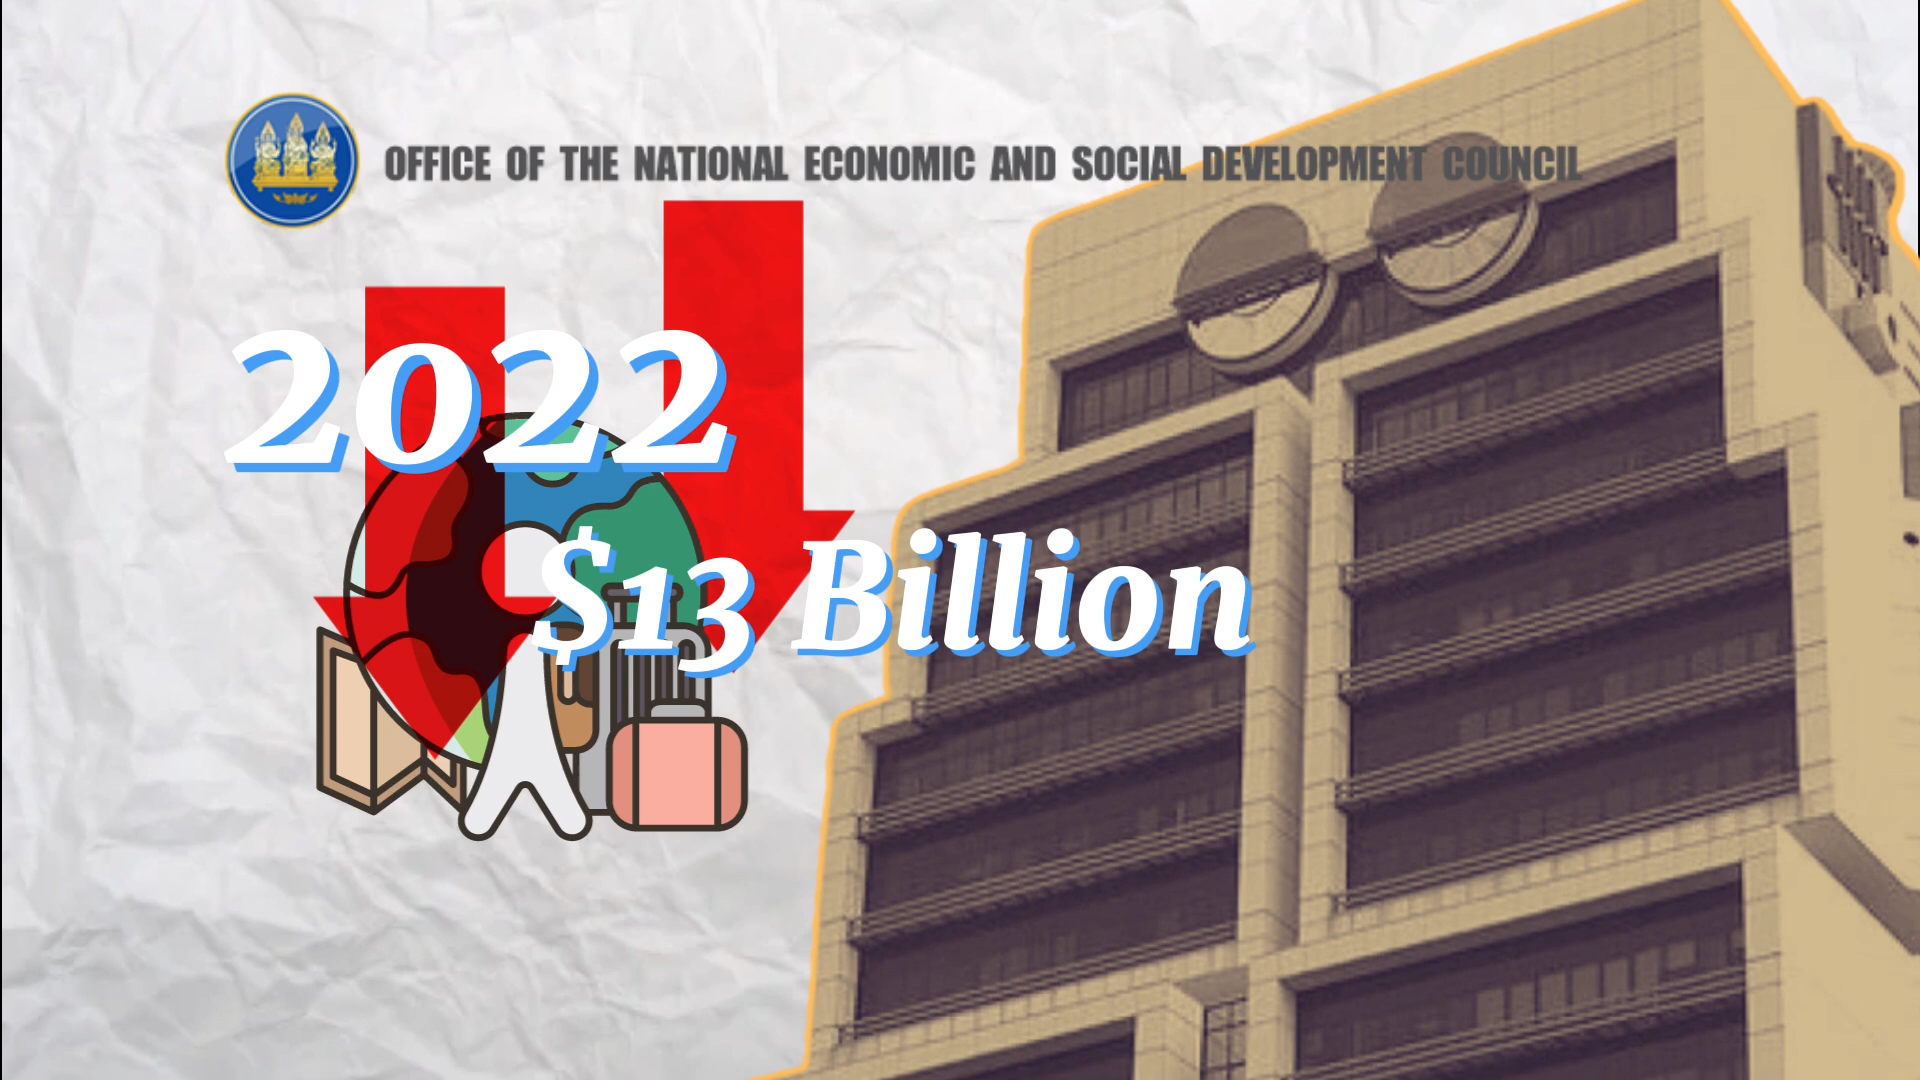 OFFICE OF THE NATIONAL ECONOMIC AND SOCIAL DEVELOPMENT COUNCIL
2022
$13 Billion